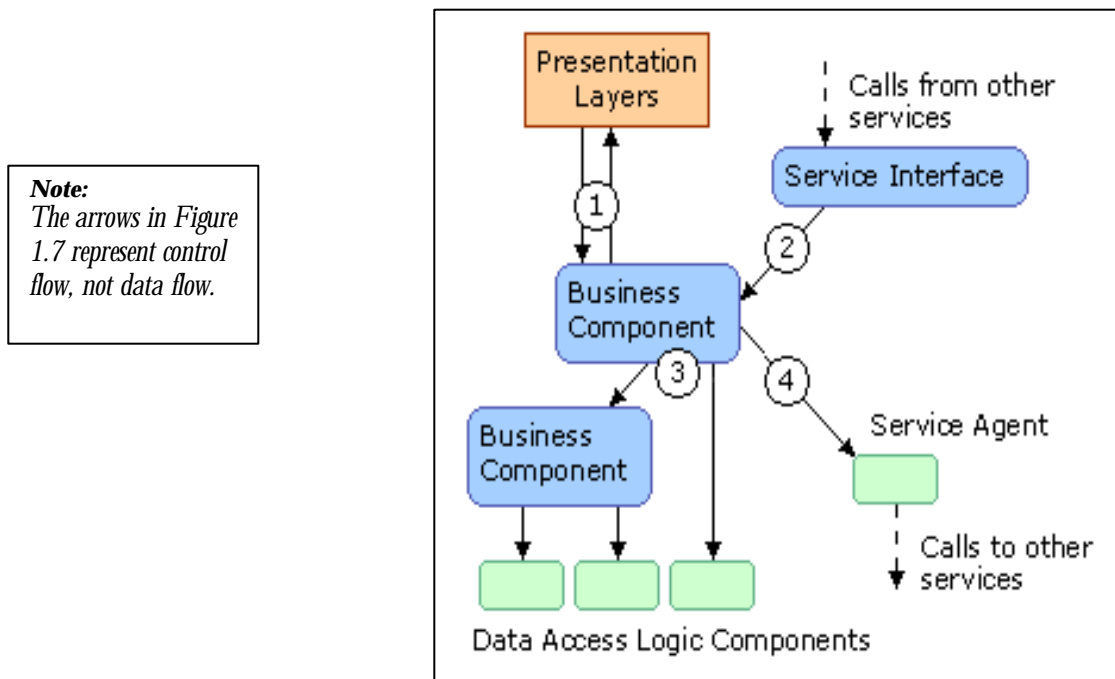 Note:
The arrows in Figure
1.7 represent control
flow, not data flow.
Presentation
Layers
Calls from other
services
Service Interface
1
2
Business
Component
3
4
Business
Component
Service Agent
Calls to other
services
Data Access Logic Components